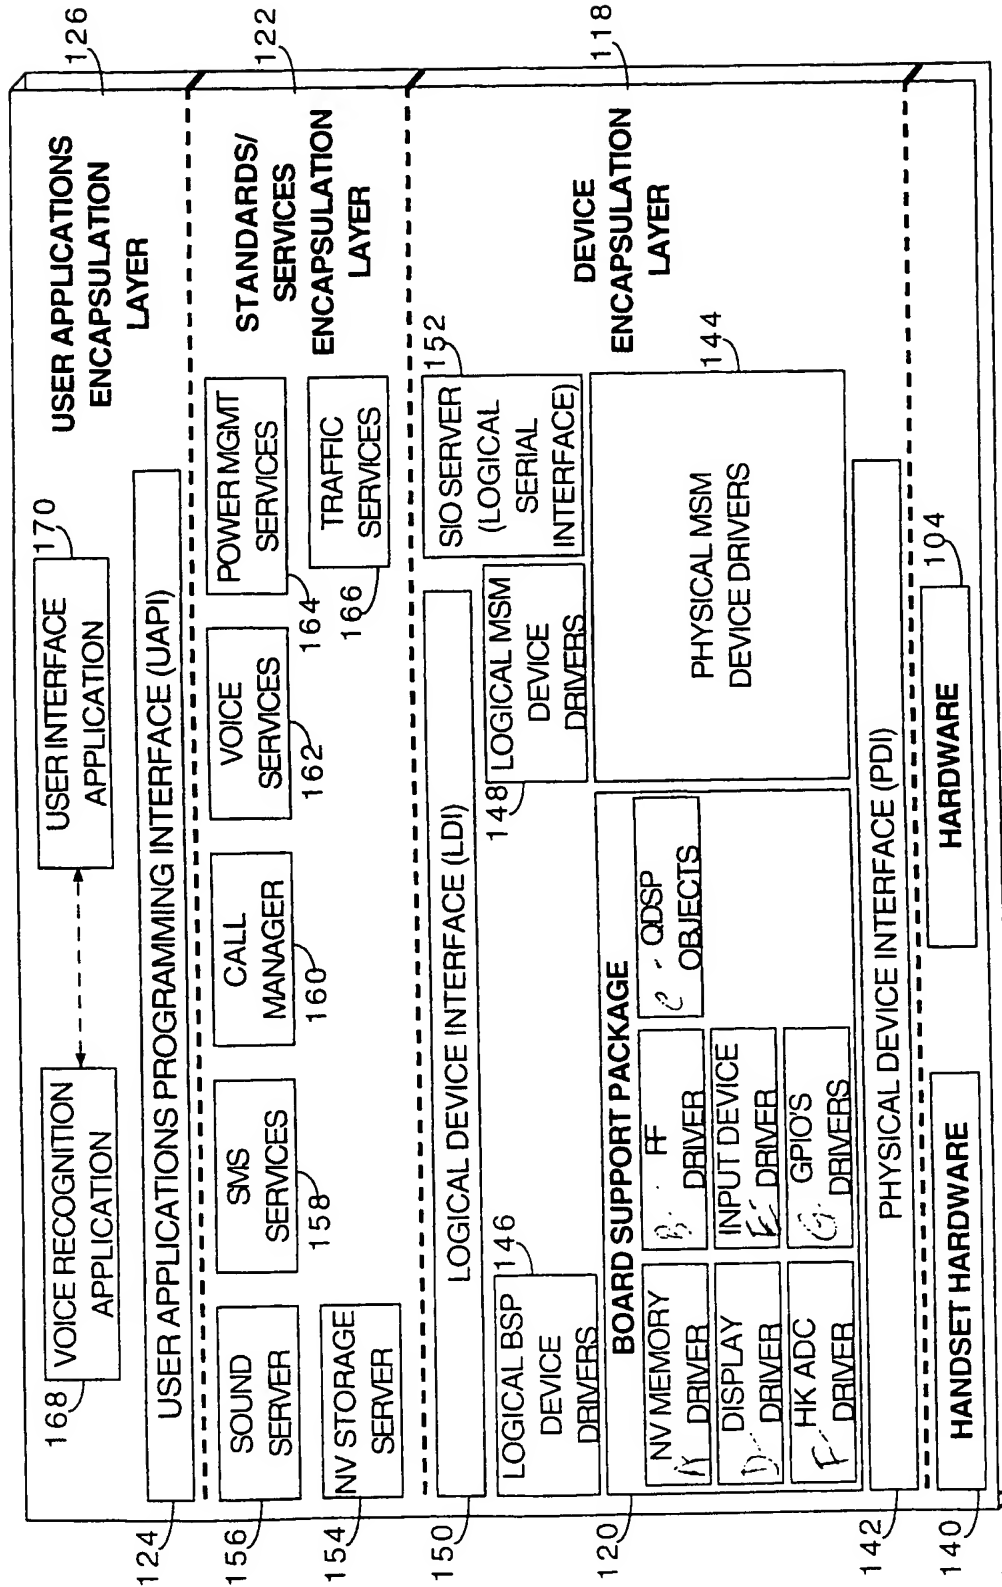 126
USER APPLICATIONS
ENCAPSULATION
LAYER
170
USER INTERFACE
APPLICATION
168
VOICE RECOGNITION
APPLICATION
124
USER APPLICATIONS PROGRAMMING INTERFACE (UAPI)
122
STANDARDS/
SERVICES
ENCAPSULATION
LAYER
156
SOUND
SERVER
SMS
SERVICES
158
CALL
MANAGER
160
VOICE
SERVICES
162
POWER MGMT
SERVICES
164
154
NV STORAGE
SERVER
TRAFFIC
SERVICES
166
118
DEVICE
ENCAPSULATION
LAYER
150
LOGICAL DEVICE INTERFACE (LDI)
152
SIO SERVER
(LOGICAL
SERIAL
INTERFACE)
146
LOGICAL BSP
DEVICE
DRIVERS
148
LOGICAL MSM
DEVICE
DRIVERS
144
PHYSICAL MSM
DEVICE DRIVERS
120
BOARD SUPPORT PACKAGE
NV MEMORY
A DRIVER
B. RF
DRIVER
C - QDSP
OBJECTS
DISPLAY
D-- DRIVER
INPUT DEVICE
E: DRIVER
HK ADC
F-- DRIVER
GPIO'S
G. DRIVERS
142
PHYSICAL DEVICE INTERFACE (PDI)
140
HANDSET HARDWARE
104
HARDWARE